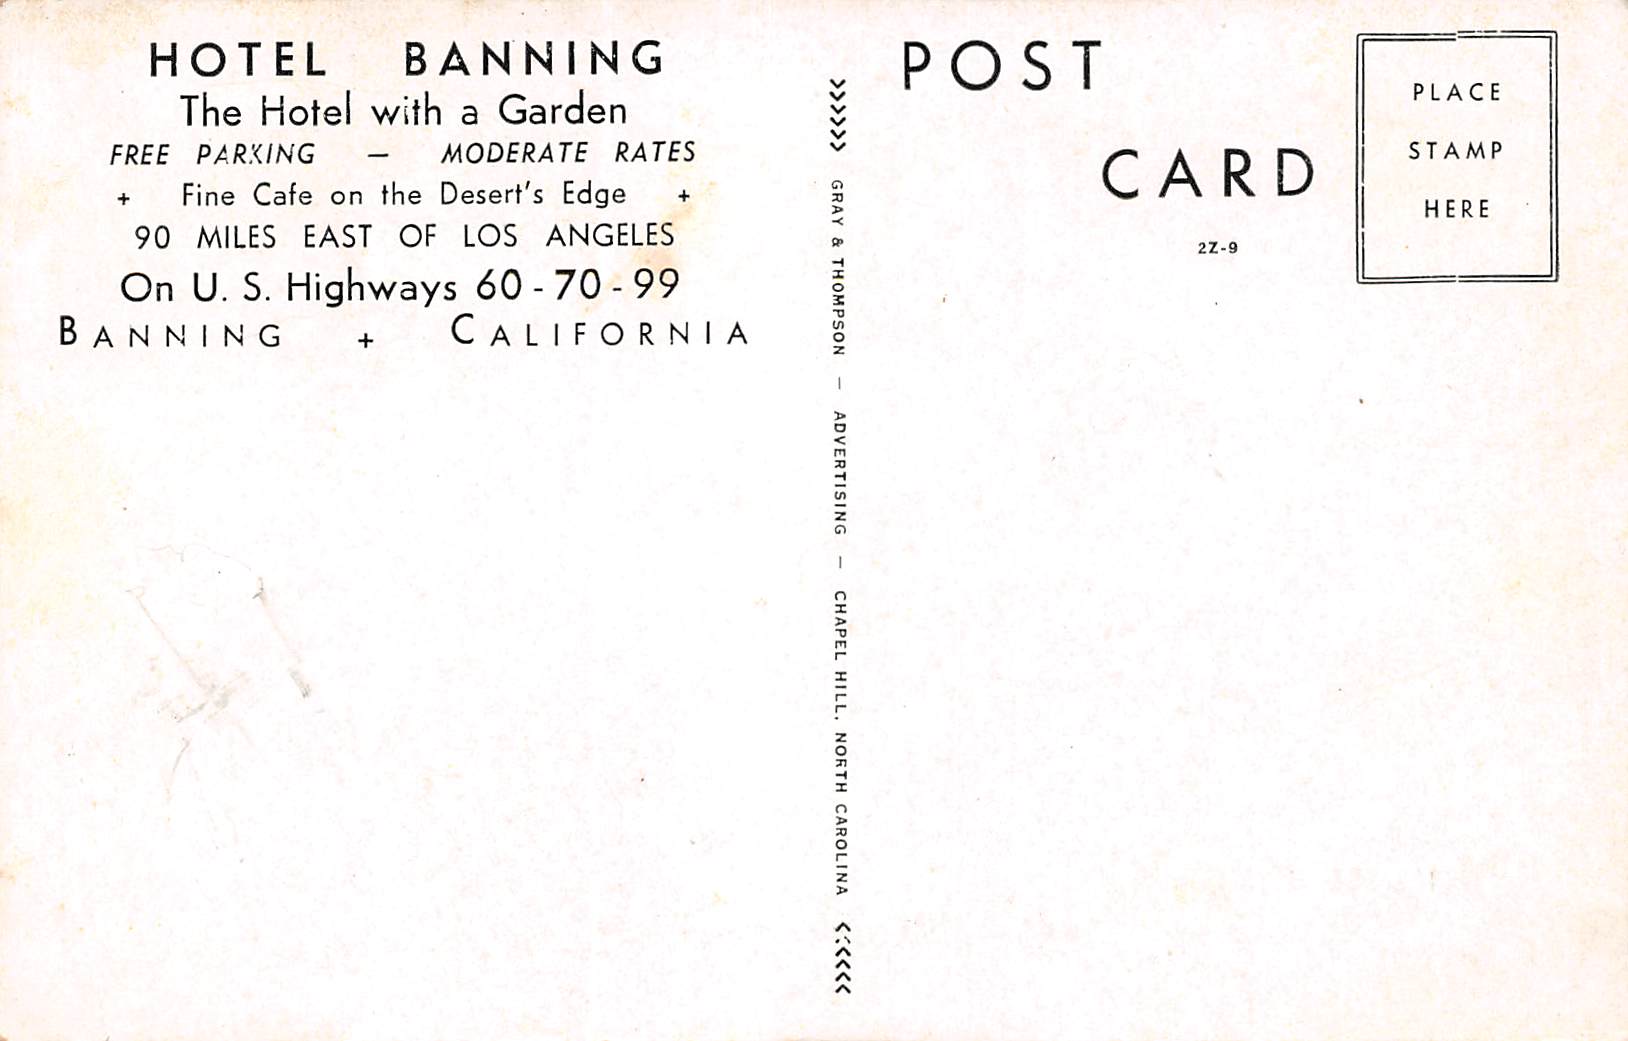 HOTEL BANNING
The Hotel with a Garden
FREE PARKING — MODERATE RATES
+ Fine Cafe on the Desert's Edge +
90 MILES EAST OF LOS ANGELES
On U. S. Highways 60 - 70 - 99
BANNING + CALIFORNIA
GRAY & THOMPSON — ADVERTISING — CHAPEL HILL, NORTH CAROLINA
POST
CARD
2Z-9
PLACE
STAMP
HERE